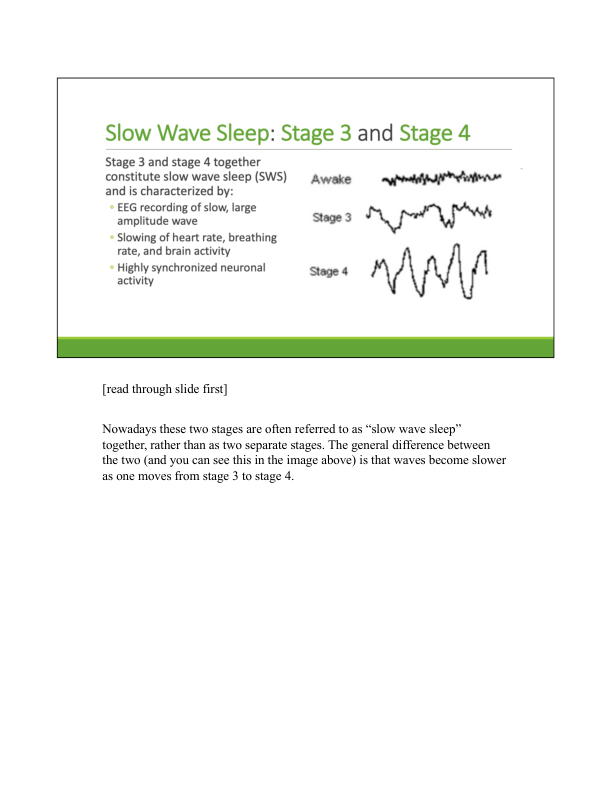 Slow Wave Sleep: Stage 3 and Stage 4
Stage 3 and stage 4 together
constitute slow wave sleep (SWS)
and is characterized by:
◦ EEG recording of slow, large
amplitude wave
◦ Slowing of heart rate, breathing
rate, and brain activity
◦ Highly synchronized neuronal
activity
Awake
Stage 3
Stage 4
[read through slide first]
Nowadays these two stages are often referred to as “slow wave sleep”
together, rather than as two separate stages. The general difference between
the two (and you can see this in the image above) is that waves become slower
as one moves from stage 3 to stage 4.